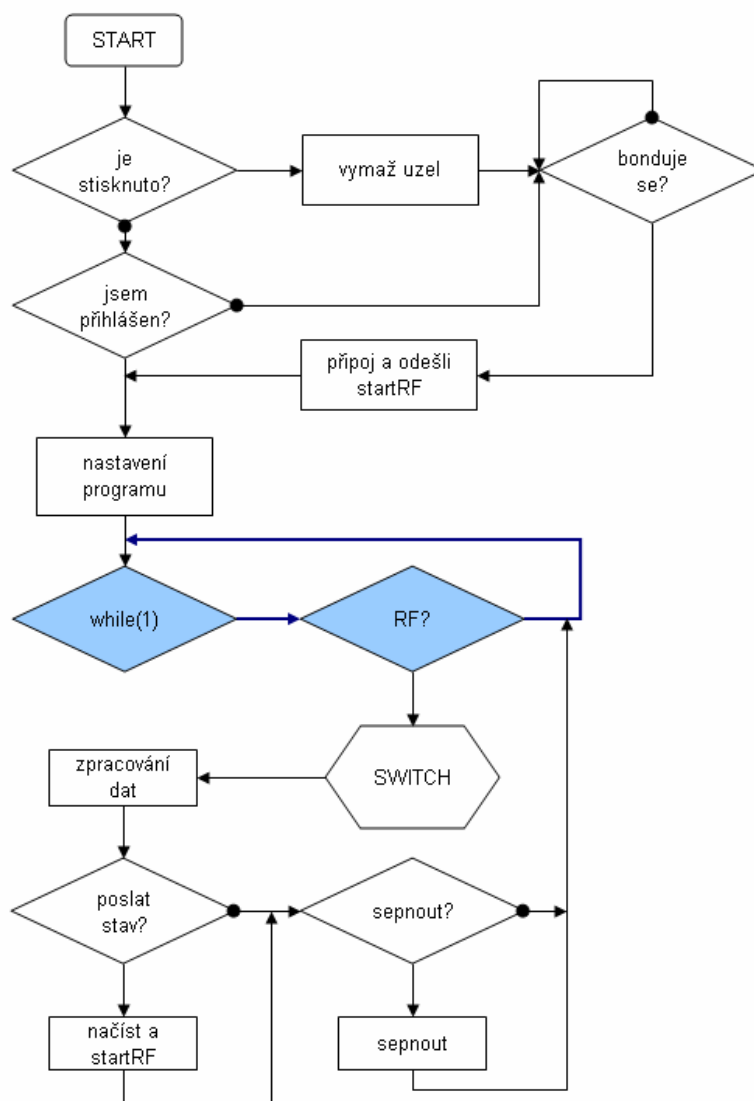 START
je
stisknuto?
vymaž uzel
bonduje
se?
jsem
přihlášen?
připoj a odešli
startRF
nastavení
programu
while(1)
RF?
SWITCH
zpracování
dat
poslat
stav?
sepnout?
načíst a
startRF
sepnout